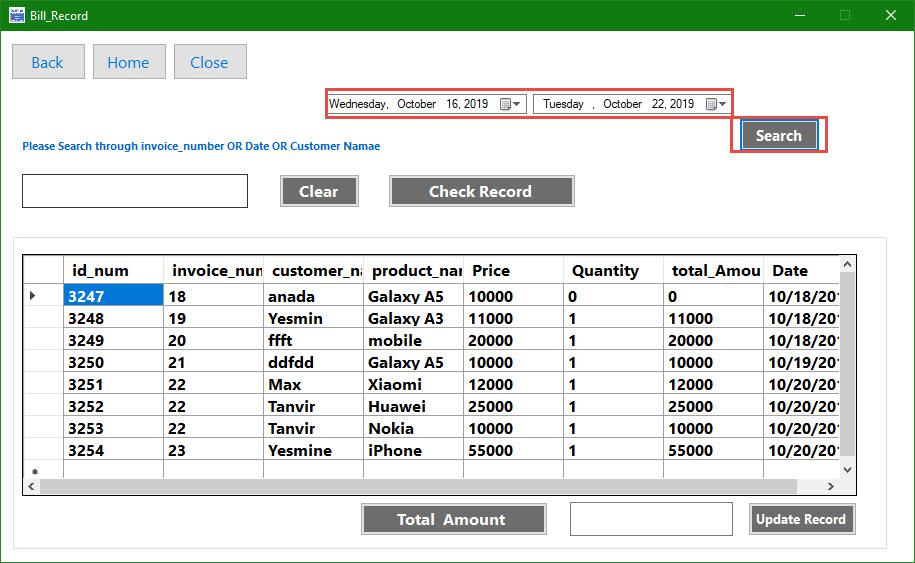 Bill_Record
Back Home Close
Wednesday, October 16, 2019 Tuesday , October 22, 2019
Search
Please Search through invoice_number OR Date OR Customer Namae
Clear Check Record
id_num invoice_nun customer_na product_nan Price Quantity total_Amou Date
3247 18 anada Galaxy A5 10000 0 0 10/18/201
3248 19 Yesmin Galaxy A3 11000 1 11000 10/18/201
3249 20 ffft mobile 20000 1 20000 10/18/201
3250 21 ddfdd Galaxy A5 10000 1 10000 10/19/201
3251 22 Max Xiaomi 12000 1 12000 10/20/201
3252 22 Tanvir Huawei 25000 1 25000 10/20/201
3253 22 Tanvir Nokia 10000 1 10000 10/20/201
3254 23 Yesmine iPhone 55000 1 55000 10/20/201
Total Amount Update Record